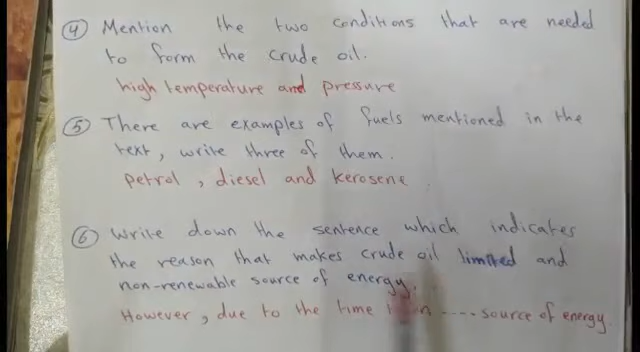 ④ Mention the two conditions that are needed
to form the crude oil.
high temperature and pressure
⑤ There are examples of fuels mentioned in the
text, write three of them.
petrol, diesel and kerosene
⑥ Write down the sentence which indicates
the reason that makes crude oil limited and
non-renewable source of energy.
However, due to the time .... source of energy